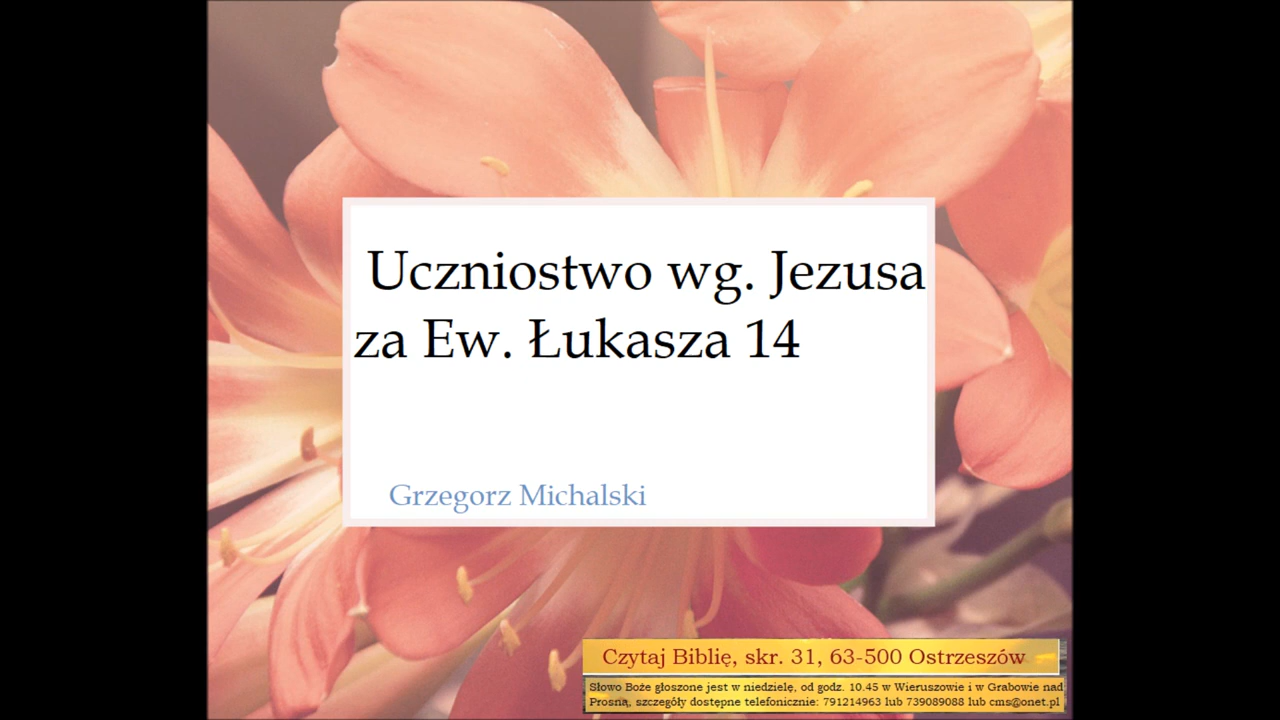 Uczniostwo wg. Jezusa
za Ew. Łukasza 14
Grzegorz Michalski
Czytaj Biblię, skr. 31, 63-500 Ostrzeszów
Słowo Boże głoszone jest w niedzielę, od godz. 10.45 w Wieruszowie i w Grabowie nad
Prosną, szczegóły dostępne telefonicznie: 791214963 lub 739089088 lub cms@onet.pl